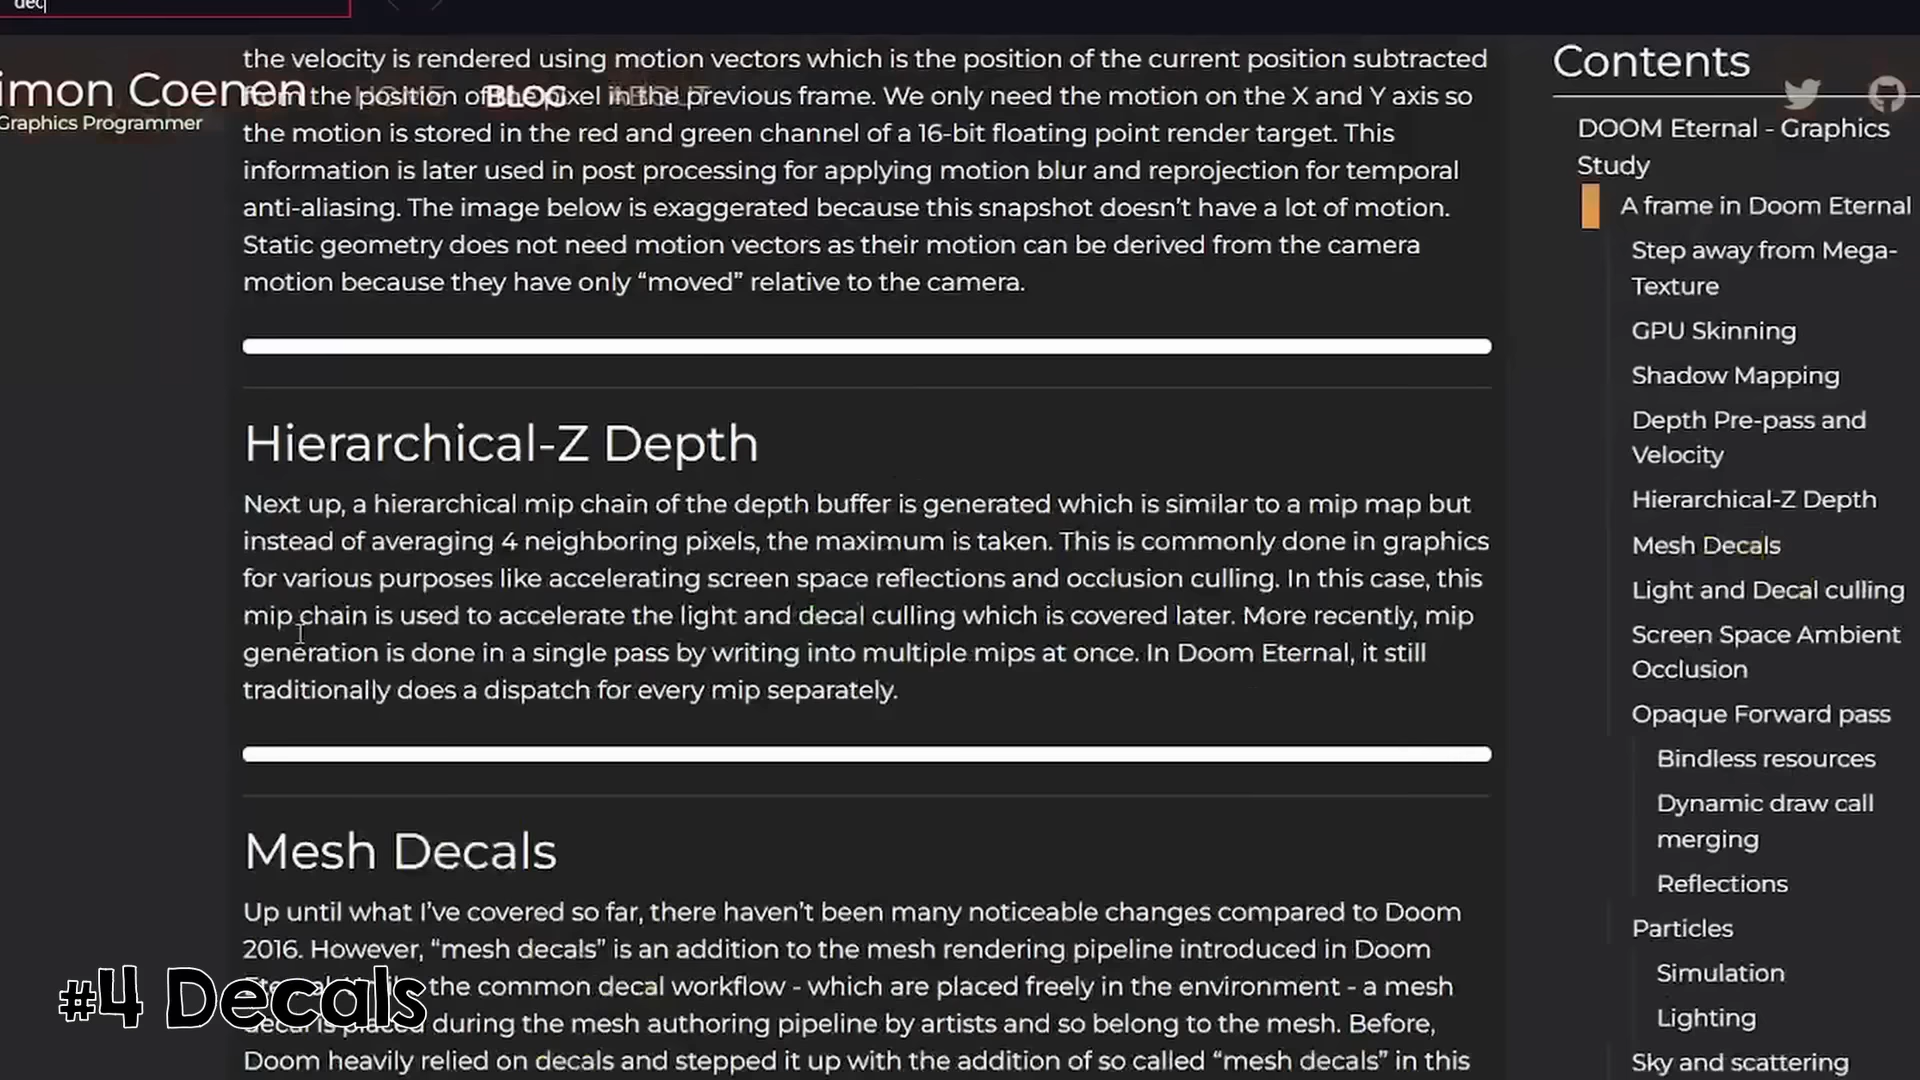 dec
the velocity is rendered using motion vectors which is the position of the current position subtracted
imon Coenen HOME BLOG ABOUT
from the position of the pixel in the previous frame. We only need the motion on the X and Y axis so
Graphics Programmer
the motion is stored in the red and green channel of a 16-bit floating point render target. This
information is later used in post processing for applying motion blur and reprojection for temporal
anti-aliasing. The image below is exaggerated because this snapshot doesn’t have a lot of motion.
Static geometry does not need motion vectors as their motion can be derived from the camera
motion because they have only “moved” relative to the camera.
Hierarchical-Z Depth
Next up, a hierarchical mip chain of the depth buffer is generated which is similar to a mip map but
instead of averaging 4 neighboring pixels, the maximum is taken. This is commonly done in graphics
for various purposes like accelerating screen space reflections and occlusion culling. In this case, this
mip chain is used to accelerate the light and decal culling which is covered later. More recently, mip
generation is done in a single pass by writing into multiple mips at once. In Doom Eternal, it still
traditionally does a dispatch for every mip separately.
Mesh Decals
Up until what I’ve covered so far, there haven’t been many noticeable changes compared to Doom
2016. However, “mesh decals” is an addition to the mesh rendering pipeline introduced in Doom
the common decal workflow - which are placed freely in the environment - a mesh
during the mesh authoring pipeline by artists and so belong to the mesh. Before,
Doom heavily relied on decals and stepped it up with the addition of so called “mesh decals” in this
#4 Decals
Contents
DOOM Eternal - Graphics
Study
A frame in Doom Eternal
Step away from Mega-
Texture
GPU Skinning
Shadow Mapping
Depth Pre-pass and
Velocity
Hierarchical-Z Depth
Mesh Decals
Light and Decal culling
Screen Space Ambient
Occlusion
Opaque Forward pass
Bindless resources
Dynamic draw call
merging
Reflections
Particles
Simulation
Lighting
Sky and scattering